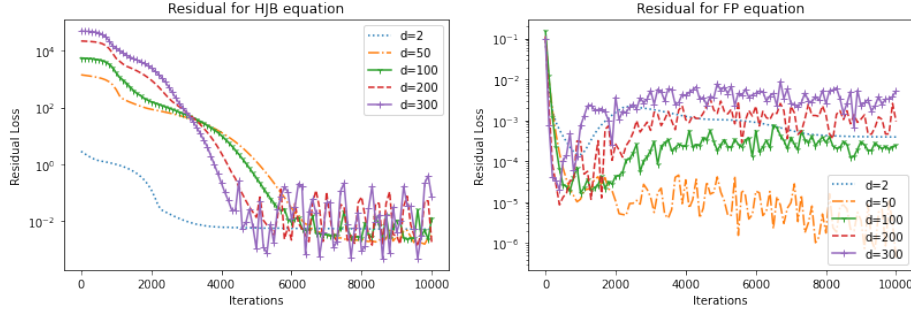 Residual for HJB equation
Residual Loss
10^4
10^2
10^0
10^-2
0 2000 4000 6000 8000 10000
Iterations
d=2
d=50
d=100
d=200
d=300
Residual for FP equation
Residual Loss
10^-1
10^-2
10^-3
10^-4
10^-5
10^-6
0 2000 4000 6000 8000 10000
Iterations
d=2
d=50
d=100
d=200
d=300